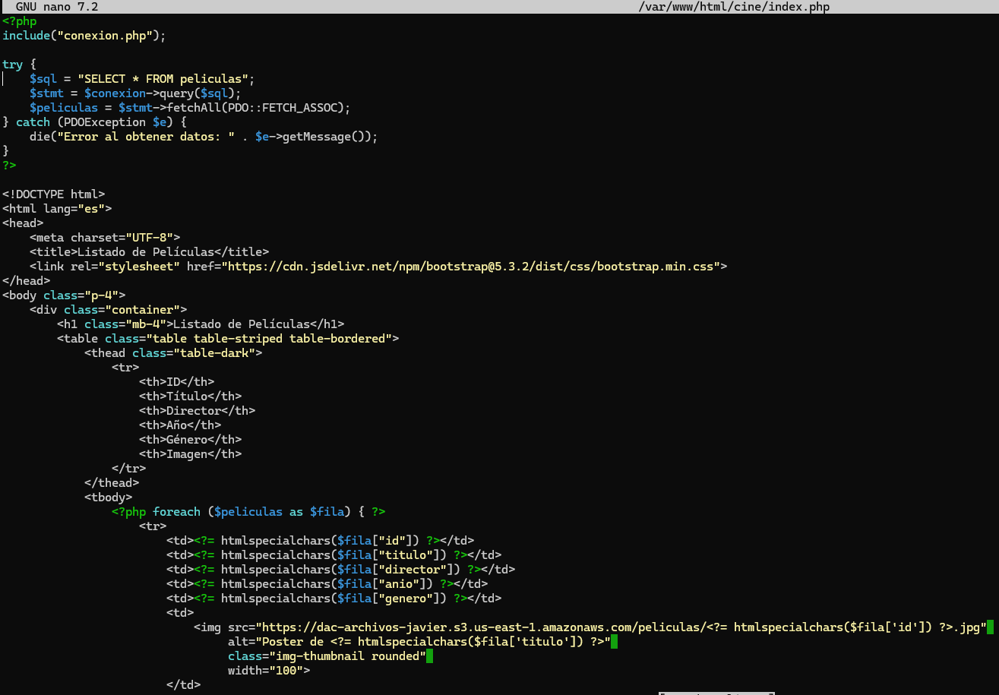 GNU nano 7.2 /var/www/html/cine/index.php
<?php
include("conexion.php");

try {
    $sql = "SELECT * FROM peliculas";
    $stmt = $conexion->query($sql);
    $peliculas = $stmt->fetchAll(PDO::FETCH_ASSOC);
} catch (PDOException $e) {
    die("Error al obtener datos: " . $e->getMessage());
}
?>

<!DOCTYPE html>
<html lang="es">
<head>
    <meta charset="UTF-8">
    <title>Listado de Películas</title>
    <link rel="stylesheet" href="https://cdn.jsdelivr.net/npm/bootstrap@5.3.2/dist/css/bootstrap.min.css">
</head>
<body class="p-4">
    <div class="container">
        <h1 class="mb-4">Listado de Películas</h1>
        <table class="table table-striped table-bordered">
            <thead class="table-dark">
                <tr>
                    <th>ID</th>
                    <th>Título</th>
                    <th>Director</th>
                    <th>Año</th>
                    <th>Género</th>
                    <th>Imagen</th>
                </tr>
            </thead>
            <tbody>
                <?php foreach ($peliculas as $fila) { ?>
                    <tr>
                        <td><?= htmlspecialchars($fila["id"]) ?></td>
                        <td><?= htmlspecialchars($fila["titulo"]) ?></td>
                        <td><?= htmlspecialchars($fila["director"]) ?></td>
                        <td><?= htmlspecialchars($fila["anio"]) ?></td>
                        <td><?= htmlspecialchars($fila["genero"]) ?></td>
                        <td>
                            <img src="https://dac-archivos-javier.s3.us-east-1.amazonaws.com/peliculas/<?= htmlspecialchars($fila['id']) ?>.jpg"
                                 alt="Poster de <?= htmlspecialchars($fila['titulo']) ?>"
                                 class="img-thumbnail rounded"
                                 width="100">
                        </td>